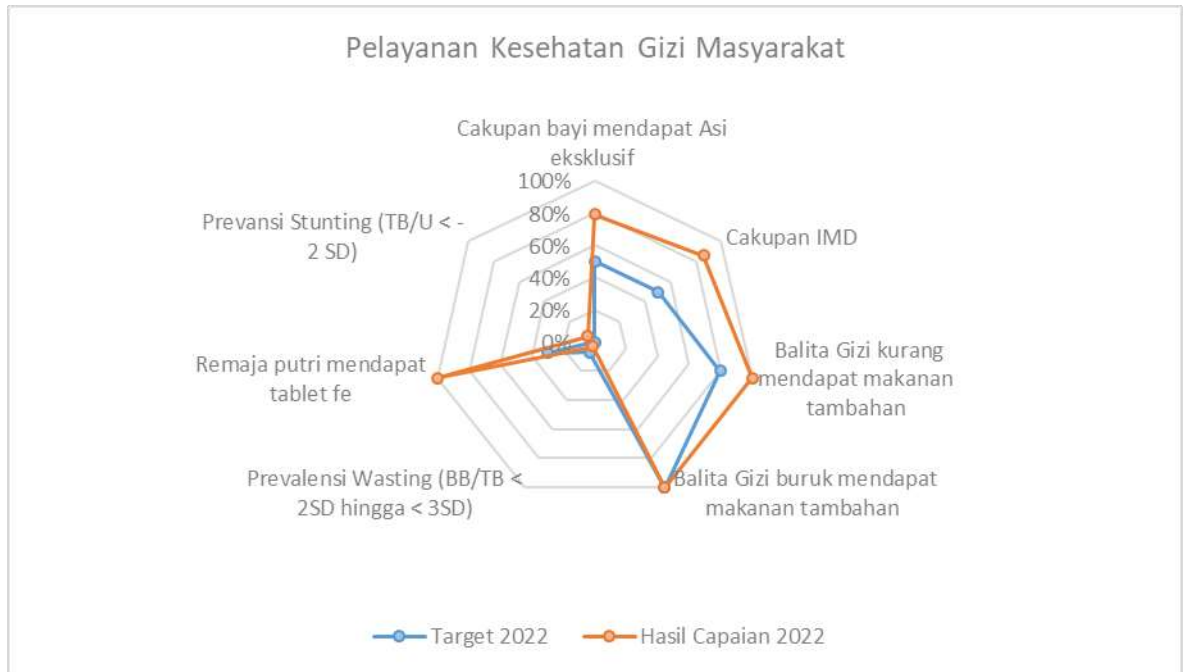 Pelayanan Kesehatan Gizi Masyarakat
Cakupan bayi mendapat Asi
eksklusif
100%
80%
60%
40%
20%
0%
Cakupan IMD
Balita Gizi kurang
mendapat makanan
tambahan
Balita Gizi buruk mendapat
makanan tambahan
Prevalensi Wasting (BB/TB <
2SD hingga < 3SD)
Remaja putri mendapat
tablet fe
Prevansi Stunting (TB/U < -
2 SD)
Target 2022
Hasil Capaian 2022